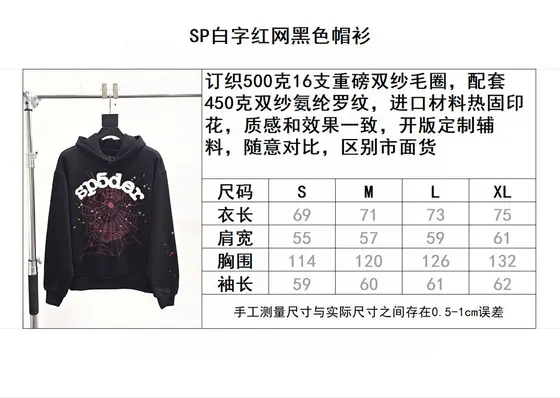 SP白字红网黑色帽衫
订织500克16支重磅双纱毛圈，配套
450克双纱氨纶罗纹，进口材料热固印
花，质感和效果一致，开版定制辅
料，随意对比，区别市面货
sp5der
尺码 S M L XL
衣长 69 71 73 75
肩宽 55 57 59 61
胸围 114 120 126 132
袖长 59 60 61 62
手工测量尺寸与实际尺寸之间存在0.5-1cm误差